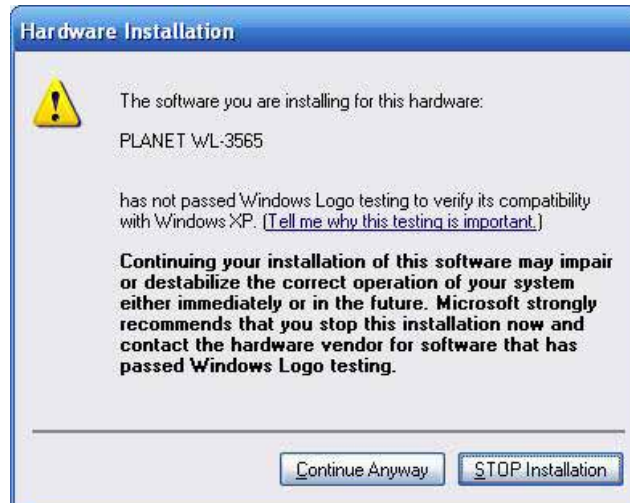 Hardware Installation
The software you are installing for this hardware:
PLANET WL-3565
has not passed Windows Logo testing to verify its compatibility
with Windows XP. (Tell me why this testing is important.)
Continuing your installation of this software may impair
or destabilize the correct operation of your system
either immediately or in the future. Microsoft strongly
recommends that you stop this installation now and
contact the hardware vendor for software that has
passed Windows Logo testing.
Continue Anyway
STOP Installation